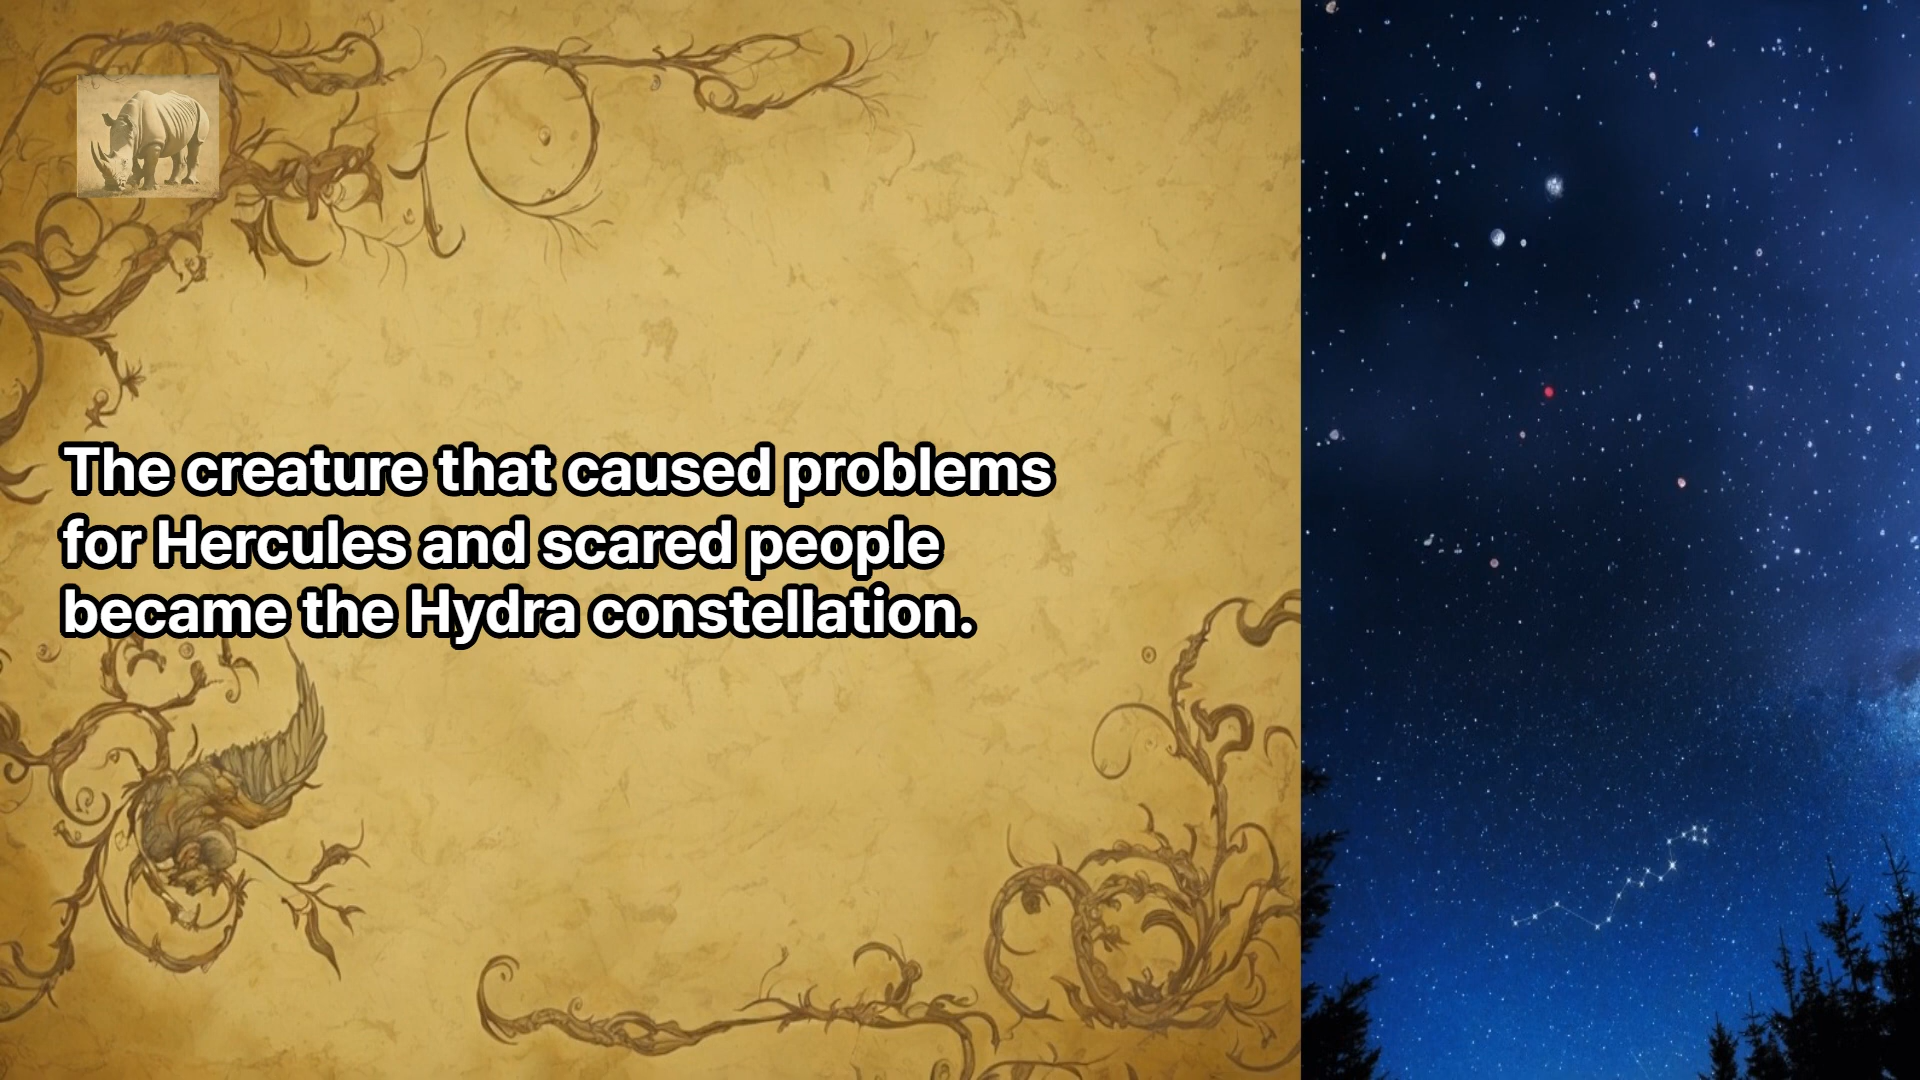 The creature that caused problems
for Hercules and scared people
became the Hydra constellation.